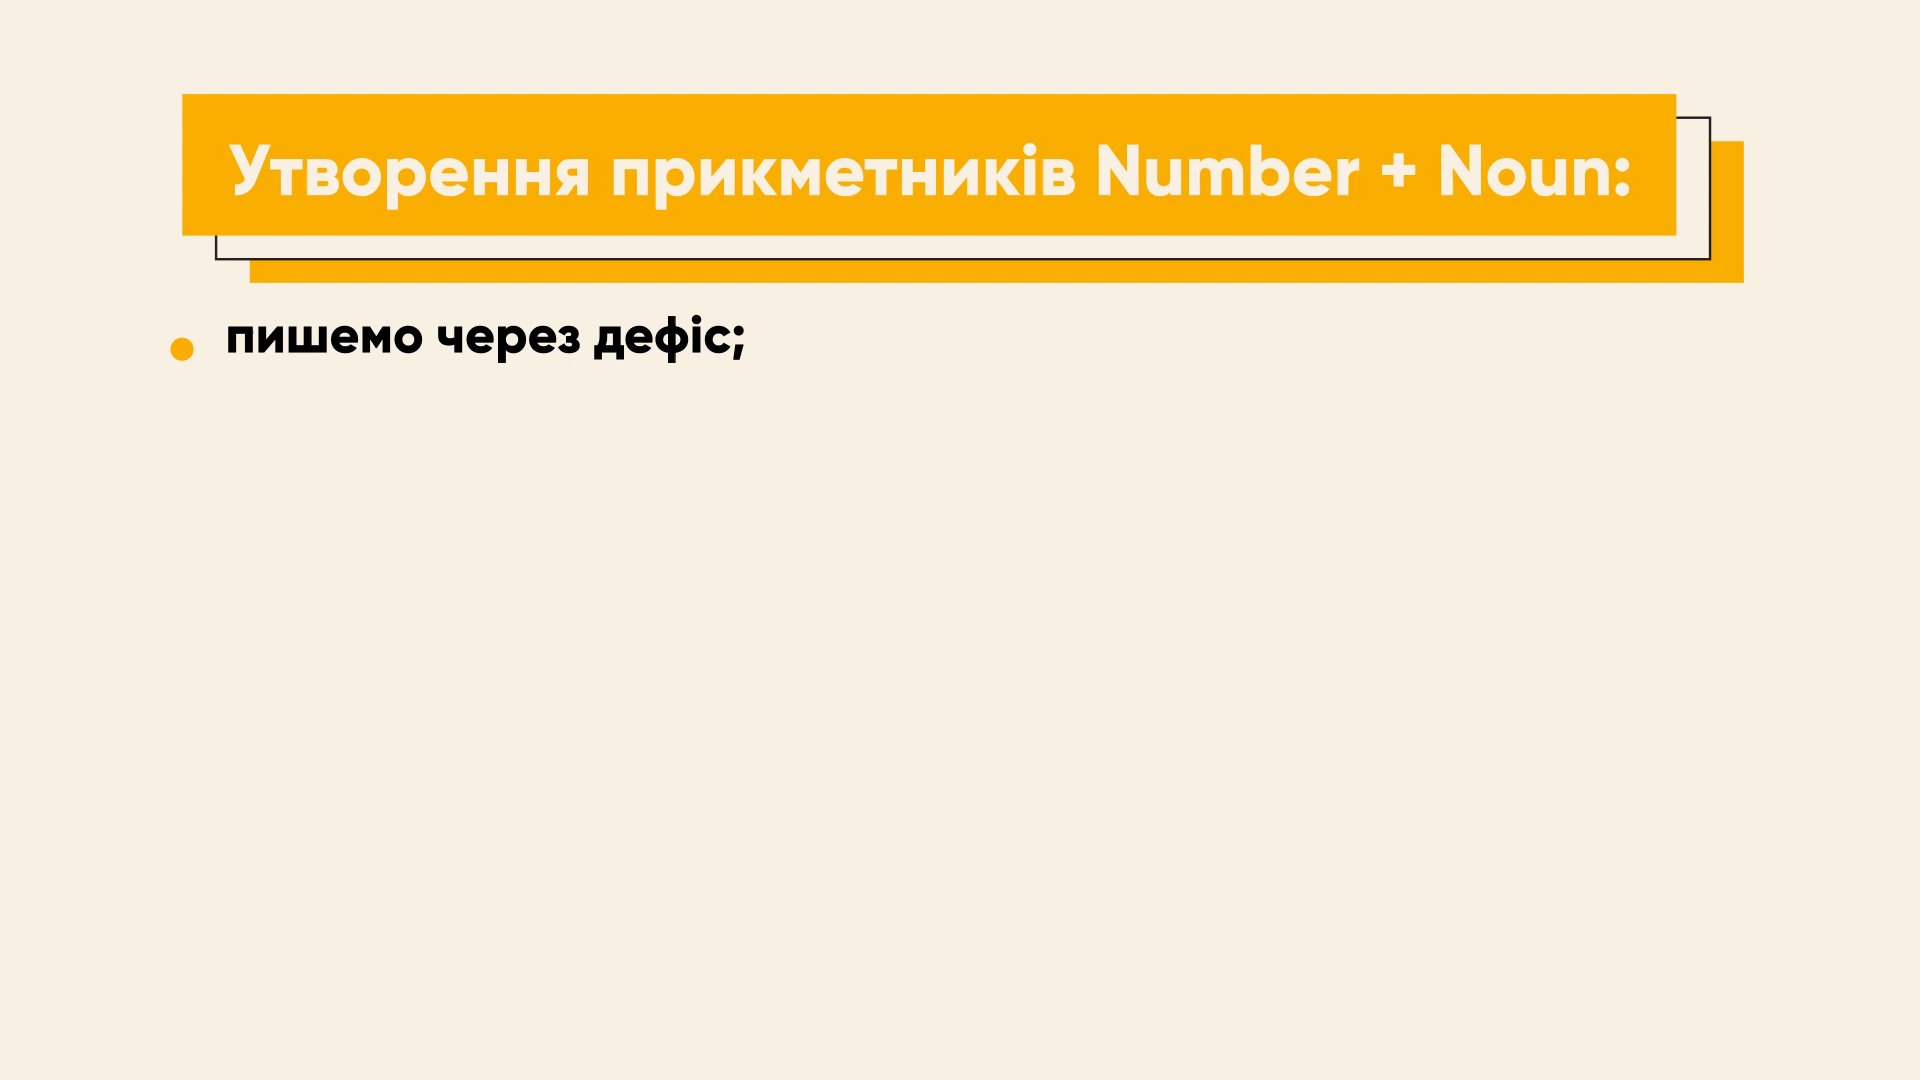 Утворення прикметників Number + Noun:
пишемо через дефіс;